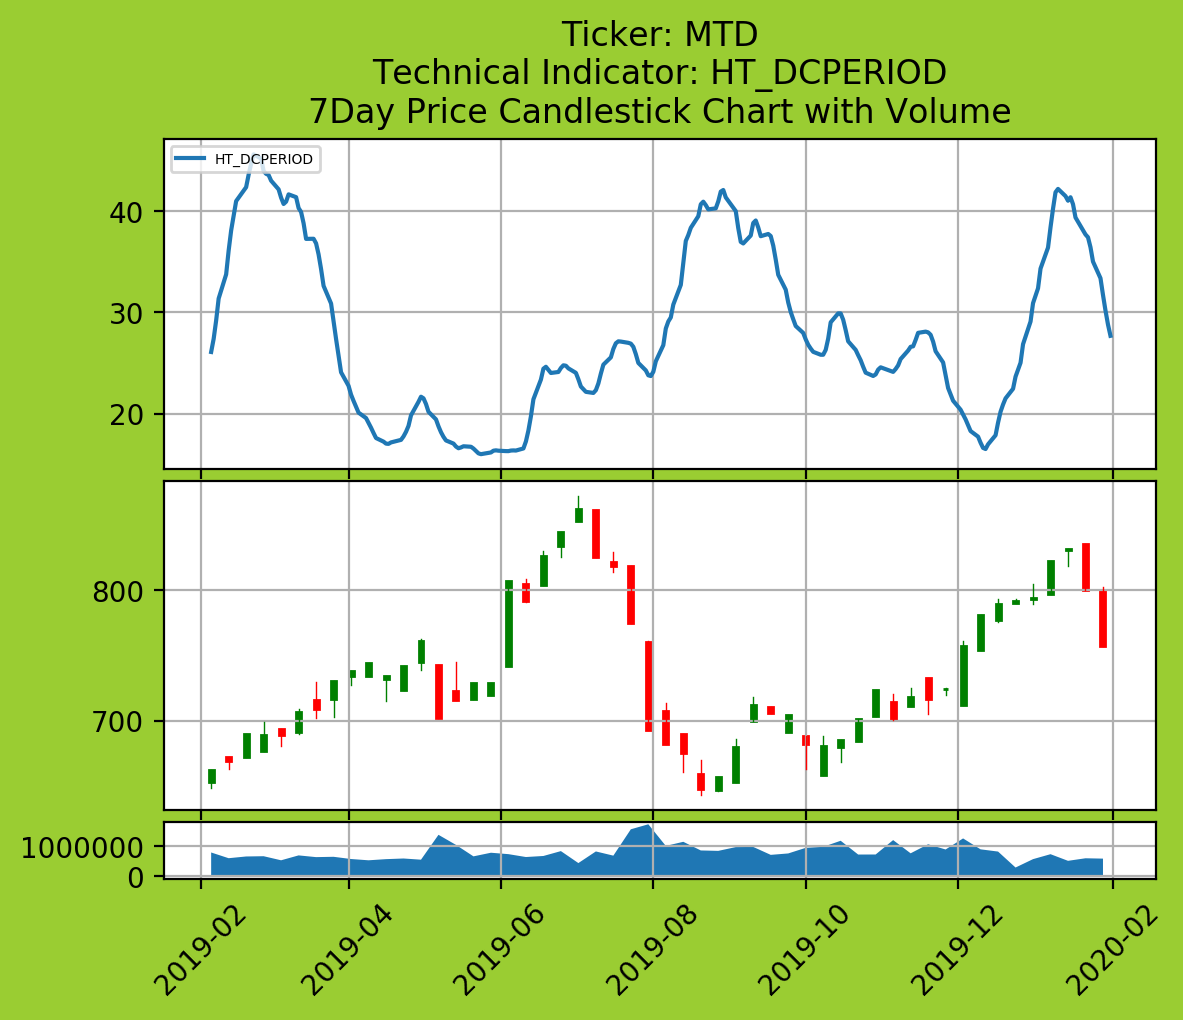 Ticker: MTD
Technical Indicator: HT_DCPERIOD
7Day Price Candlestick Chart with Volume
HT_DCPERIOD
40
30
20
800
700
1000000
0
2019-02 2019-04 2019-06 2019-08 2019-10 2019-12 2020-02